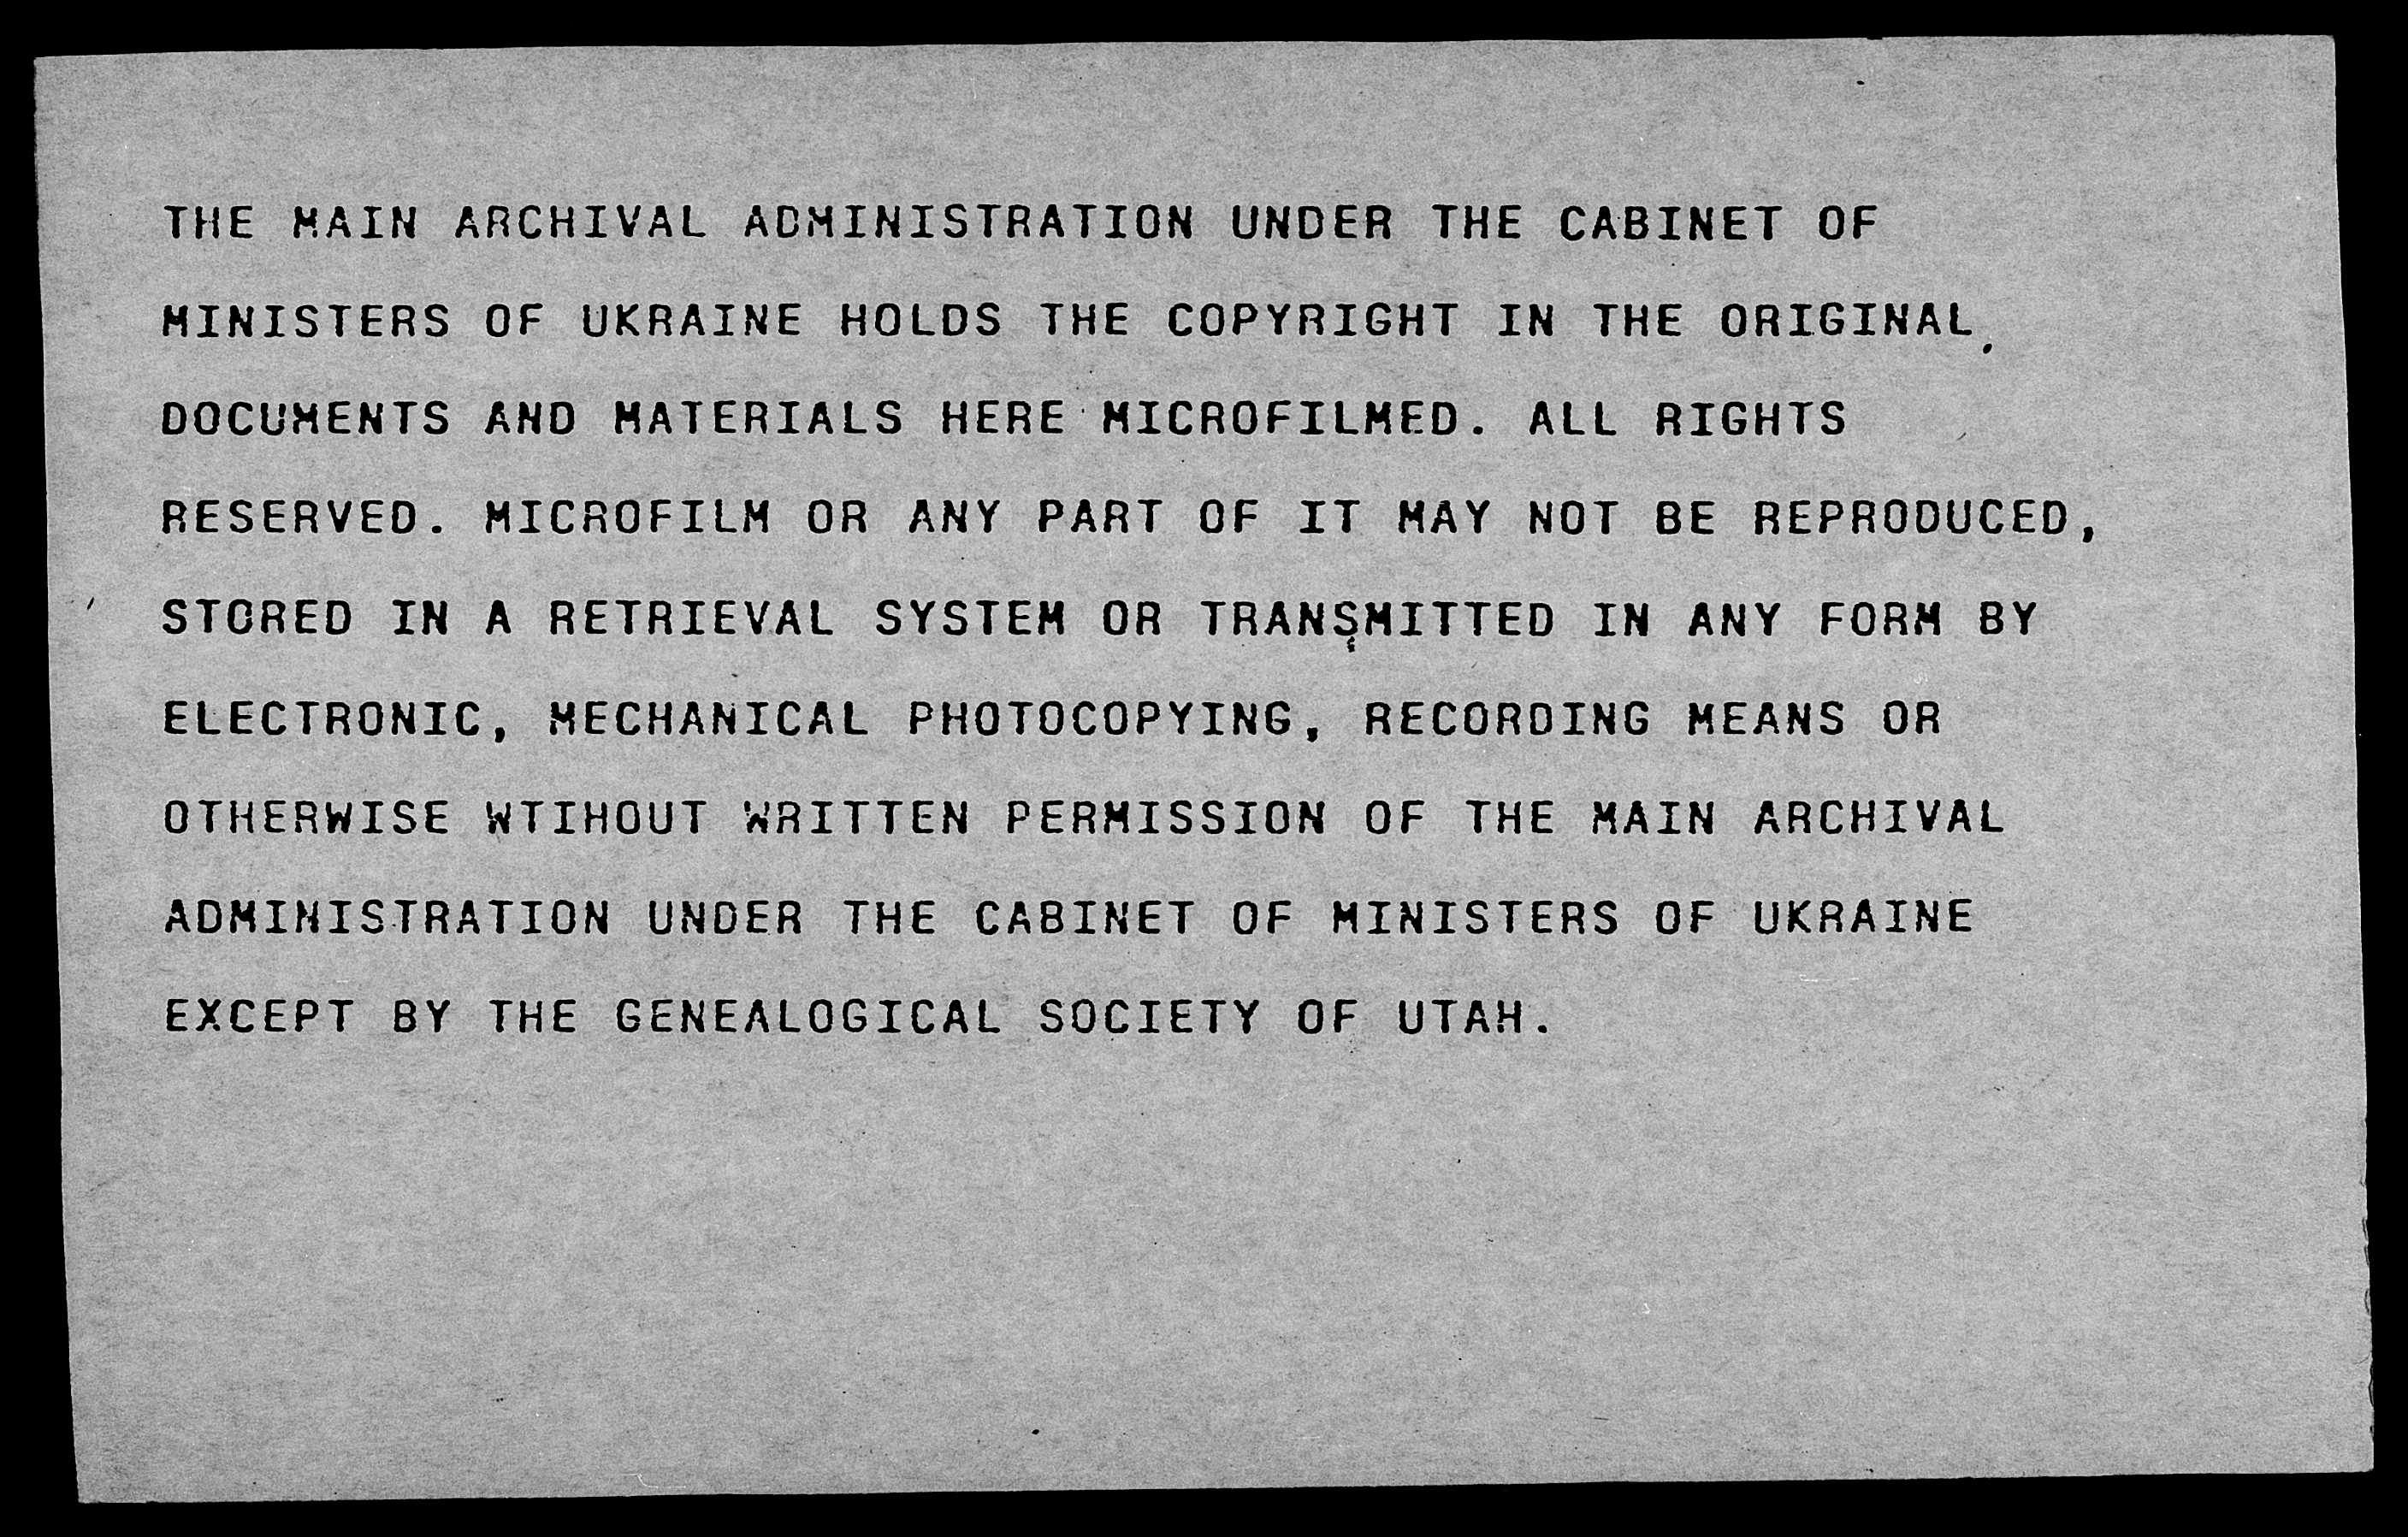 THE MAIN ARCHIVAL ADMINISTRATION UNDER THE CABINET OF
MINISTERS OF UKRAINE HOLDS THE COPYRIGHT IN THE ORIGINAL
DOCUMENTS AND MATERIALS HERE MICROFILMED. ALL RIGHTS
RESERVED. MICROFILM OR ANY PART OF IT MAY NOT BE REPRODUCED,
STORED IN A RETRIEVAL SYSTEM OR TRANSMITTED IN ANY FORM BY
ELECTRONIC, MECHANICAL PHOTOCOPYING, RECORDING MEANS OR
OTHERWISE WTIHOUT WRITTEN PERMISSION OF THE MAIN ARCHIVAL
ADMINISTRATION UNDER THE CABINET OF MINISTERS OF UKRAINE
EXCEPT BY THE GENEALOGICAL SOCIETY OF UTAH.